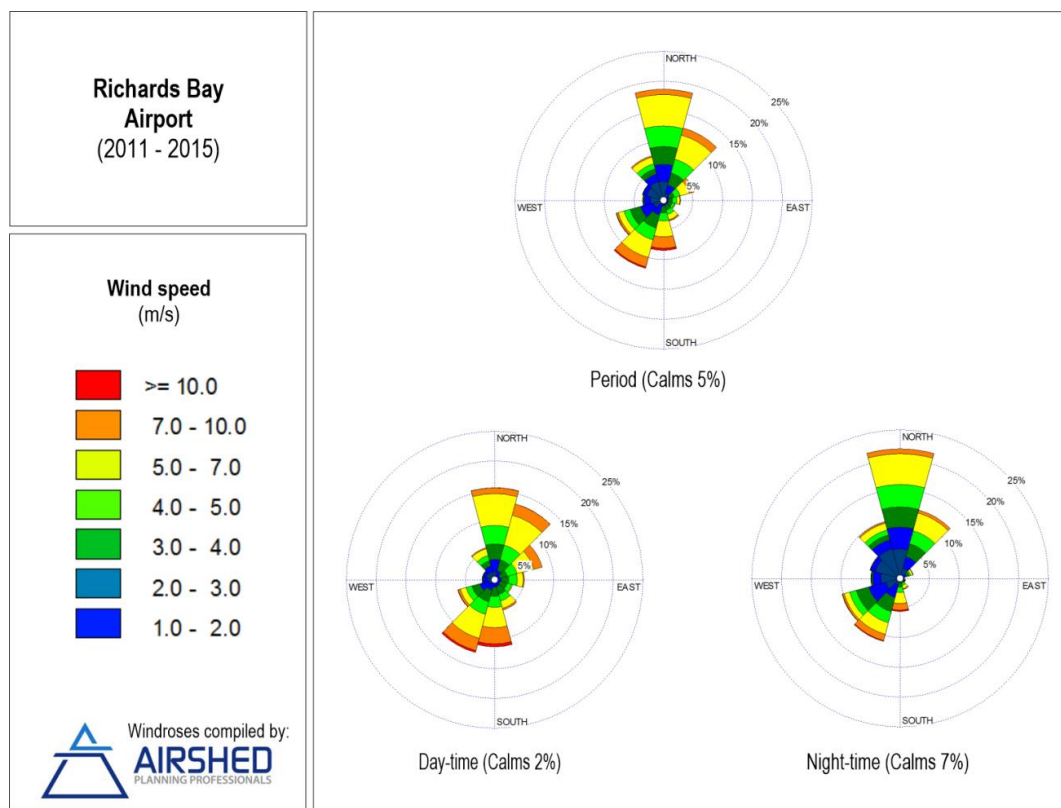 Richards Bay
Airport
(2011 - 2015)
Wind speed
(m/s)
>= 10.0
7.0 - 10.0
5.0 - 7.0
4.0 - 5.0
3.0 - 4.0
2.0 - 3.0
1.0 - 2.0
Windroses compiled by:
AIRSHED
PLANNING PROFESSIONALS
NORTH
25%
20%
15%
10%
5%
WEST
EAST
SOUTH
Period (Calms 5%)
NORTH
25%
20%
15%
10%
5%
WEST
EAST
SOUTH
Day-time (Calms 2%)
NORTH
25%
20%
15%
10%
5%
WEST
EAST
SOUTH
Night-time (Calms 7%)